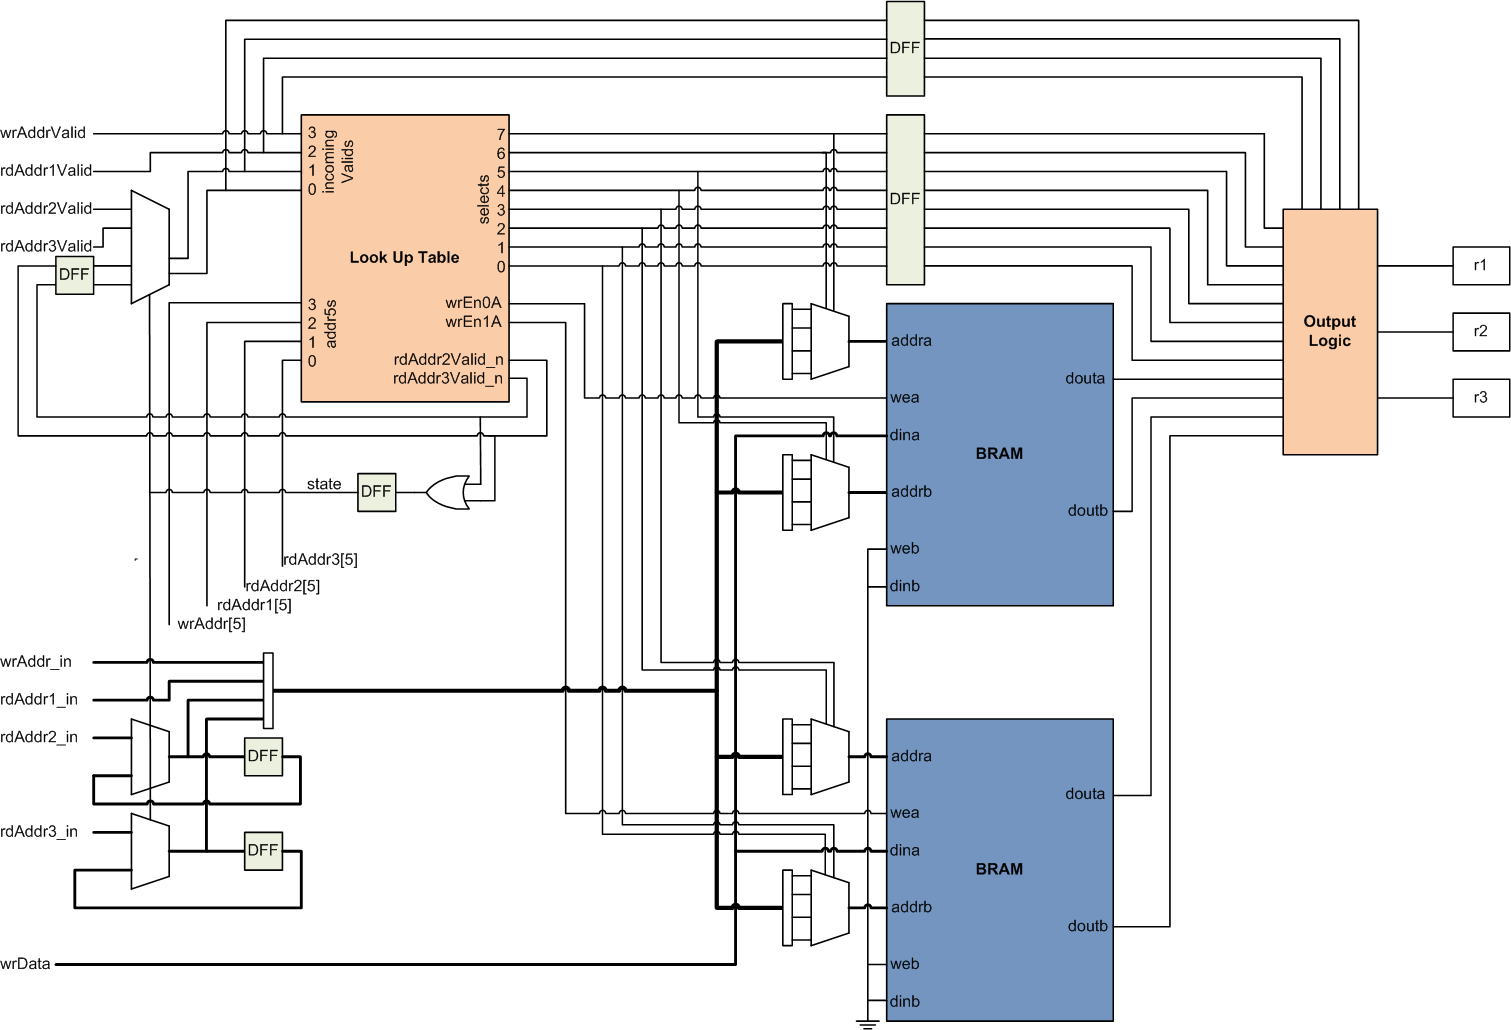 DFF
wrAddrValid
rdAddr1Valid
rdAddr2Valid
rdAddr3Valid
DFF
3
2
1
0
incoming
Valids
Look Up Table
3
2
1
0
addr5s
7
6
5
4
3
2
1
0
selects
wrEn0A
wrEn1A
rdAddr2Valid_n
rdAddr3Valid_n
DFF
state
DFF
rdAddr3[5]
rdAddr2[5]
rdAddr1[5]
wrAddr[5]
addra
wea
dina
addrb
web
dinb
BRAM
douta
doutb
Output
Logic
r1
r2
r3
wrAddr_in
rdAddr1_in
rdAddr2_in
DFF
rdAddr3_in
DFF
wrData
addra
wea
dina
addrb
web
dinb
BRAM
douta
doutb